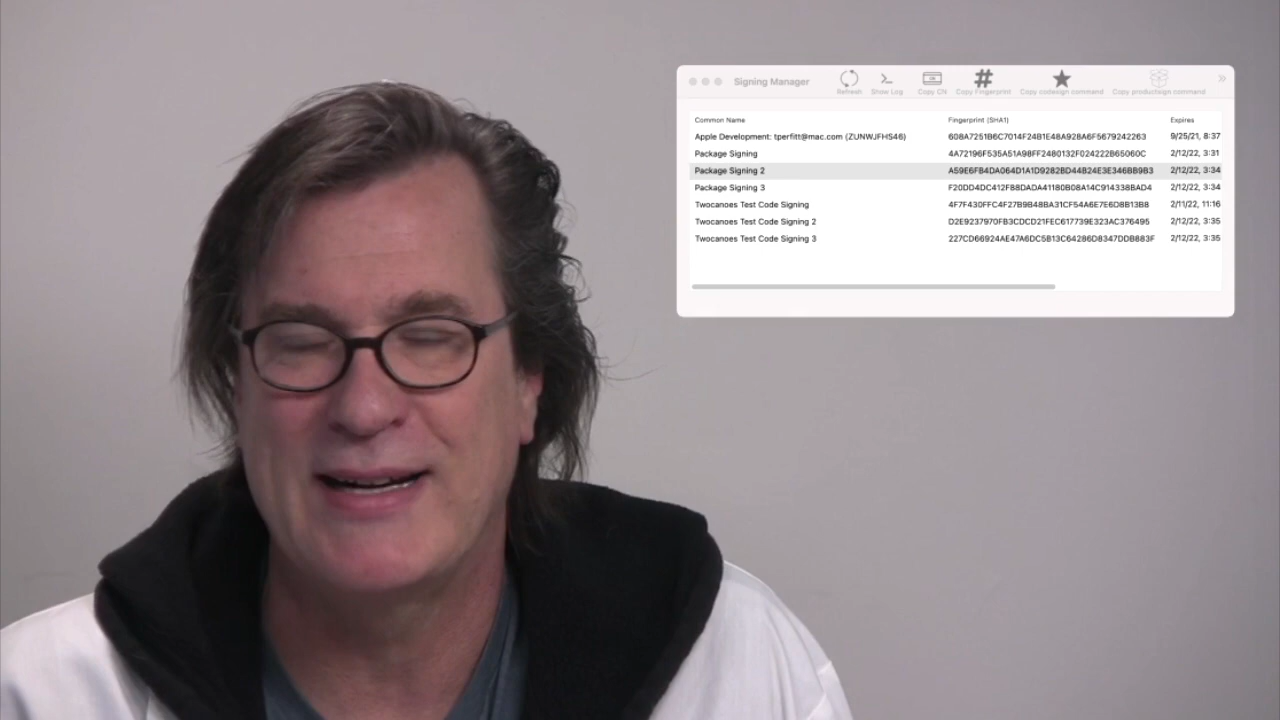 Signing Manager
Refresh Show Log Copy CN Copy Fingerprint Copy codesign command Copy productsign command
Common Name Fingerprint (SHA1) Expires
Apple Development: tperfitt@mac.com (ZUNWJFHS46) 608A7251B6C7014F24B1E48A928A6F5679242263 9/25/21, 8:37
Package Signing 4A72196F535A51A98FF2480132F024222B65060C 2/12/22, 3:31
Package Signing 2 A59E6FB4DA064D1A1D9282BD44B24E3E346BB9B3 2/12/22, 3:34
Package Signing 3 F20DD4DC412F88DADA41180B08A14C914338BAD4 2/12/22, 3:34
Twocanoes Test Code Signing 4F7F430FFC4F27B9B48BA31CF54A6E7E6D8B13B8 2/11/22, 11:16
Twocanoes Test Code Signing 2 D2E9237970FB3CDCD21FEC617739E323AC376495 2/12/22, 3:35
Twocanoes Test Code Signing 3 227CD66924AE47A6DC5B13C64286D8347DDB883F 2/12/22, 3:35